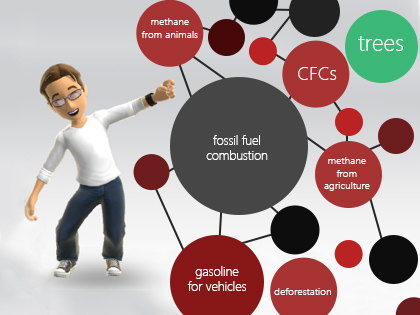 methane
from animals
trees
CFCs
fossil fuel
combustion
methane
from
agriculture
gasoline
for vehicles
deforestation